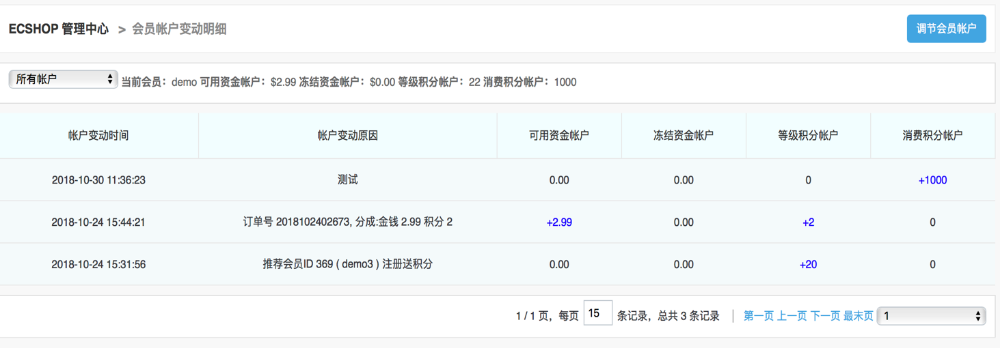 ECSHOP 管理中心 > 会员帐户变动明细 调节会员帐户
所有帐户 当前会员：demo 可用资金帐户：$2.99 冻结资金帐户：$0.00 等级积分帐户：22 消费积分帐户：1000
帐户变动时间 帐户变动原因 可用资金帐户 冻结资金帐户 等级积分帐户 消费积分帐户
2018-10-30 11:36:23 测试 0.00 0.00 0 +1000
2018-10-24 15:44:21 订单号 2018102402673, 分成:金钱 2.99 积分 2 +2.99 0.00 +2 0
2018-10-24 15:31:56 推荐会员ID 369 ( demo3 ) 注册送积分 0.00 0.00 +20 0
1 / 1 页，每页 15 条记录，总共 3 条记录 | 第一页 上一页 下一页 最末页 1